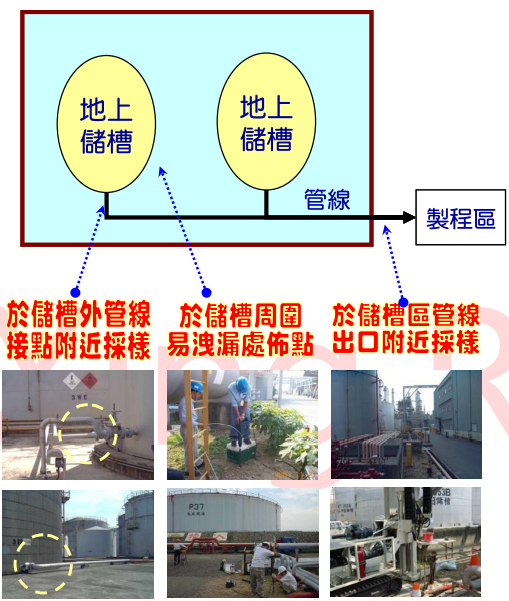 地上
儲槽
地上
儲槽
管線
製程區
於儲槽外管線
接點附近採樣
於儲槽周圍
易洩漏處佈點
於儲槽區管線
出口附近採樣
P37